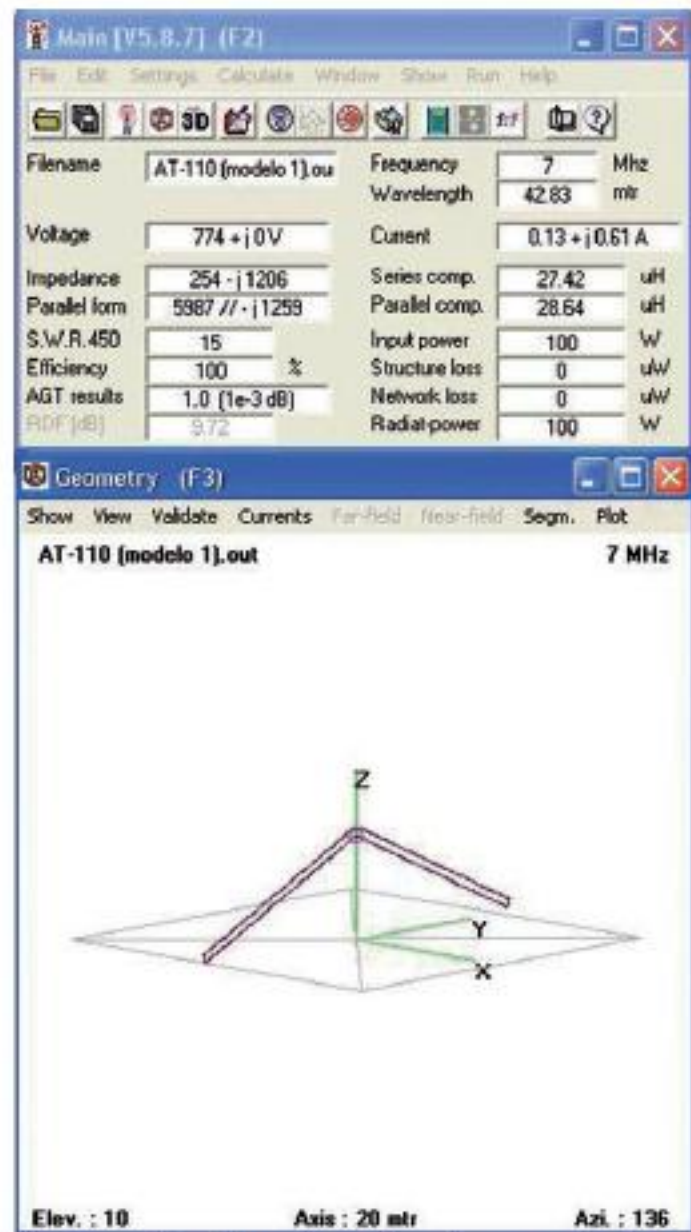 Main [V5.8.7] (F2)
File Edit Settings Calculate Window Show Run Help
3D
Filename AT-110 (modelo 1).ou Frequency 7 Mhz
Wavelength 42.83 mtr
Voltage 774 + j 0 V Current 0.13 + j 0.61 A
Impedance 254 - j 1206 Series comp. 27.42 uH
Parallel form 5987 // - j 1259 Parallel comp. 28.64 uH
S.W.R. 450 15 Input power 100 W
Efficiency 100 % Structure loss 0 uW
AGT results 1.0 (1e-3 dB) Network loss 0 uW
RDF [dB] 9.72 Radiat-power 100 W
Geometry (F3)
Show View Validate Currents Far-field Near-field Segm. Plot
AT-110 (modelo 1).out 7 MHz
Z
Y
X
Elev. : 10 Axis : 20 mtr Azi. : 136